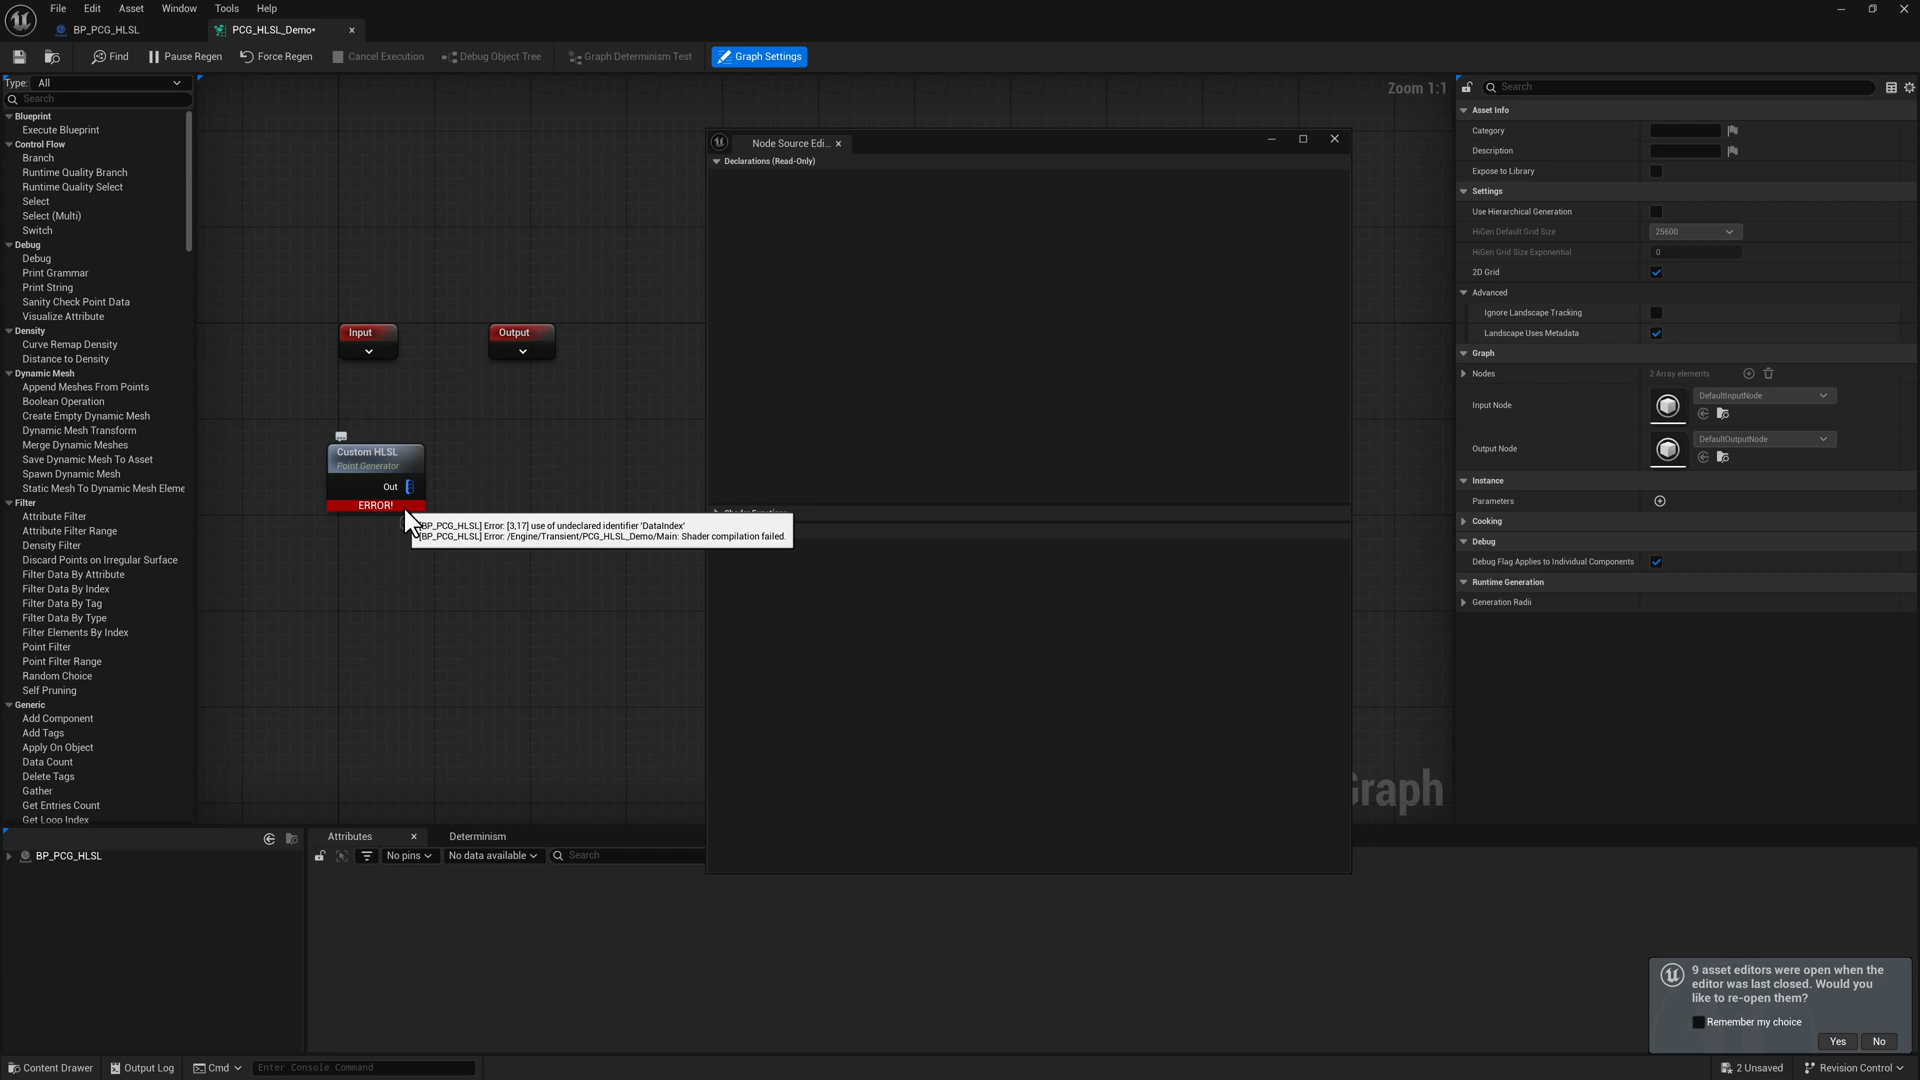 File Edit Asset Window Tools Help
BP_PCG_HLSL
PCG_HLSL_Demo*
Find Pause Regen Force Regen Cancel Execution Debug Object Tree Graph Determinism Test Graph Settings
Type: All
Search
Blueprint
Execute Blueprint
Control Flow
Branch
Runtime Quality Branch
Runtime Quality Select
Select
Select (Multi)
Switch
Debug
Debug
Print Grammar
Print String
Sanity Check Point Data
Visualize Attribute
Density
Curve Remap Density
Distance to Density
Dynamic Mesh
Append Meshes From Points
Boolean Operation
Create Empty Dynamic Mesh
Dynamic Mesh Transform
Merge Dynamic Meshes
Save Dynamic Mesh To Asset
Spawn Dynamic Mesh
Static Mesh To Dynamic Mesh Eleme
Filter
Attribute Filter
Attribute Filter Range
Density Filter
Discard Points on Irregular Surface
Filter Data By Attribute
Filter Data By Index
Filter Data By Tag
Filter Data By Type
Filter Elements By Index
Point Filter
Point Filter Range
Random Choice
Self Pruning
Generic
Add Component
Add Tags
Apply On Object
Data Count
Delete Tags
Gather
Get Entries Count
Get Loop Index
Zoom 1:1
Input
Output
Custom HLSL
Point Generator
Out
ERROR!
[BP_PCG_HLSL] Error: [3,17] use of undeclared identifier 'DataIndex'
[BP_PCG_HLSL] Error: /Engine/Transient/PCG_HLSL_Demo/Main: Shader compilation failed.
Node Source Edi...
Declarations (Read-Only)
Graph
Search
Asset Info
Category
Description
Expose to Library
Settings
Use Hierarchical Generation
HiGen Default Grid Size 25600
HiGen Grid Size Exponential 0
2D Grid
Advanced
Ignore Landscape Tracking
Landscape Uses Metadata
Graph
Nodes 2 Array elements
Input Node DefaultInputNode
Output Node DefaultOutputNode
Instance
Parameters
Cooking
Debug
Debug Flag Applies to Individual Components
Runtime Generation
Generation Radii
BP_PCG_HLSL
Attributes Determinism
No pins No data available Search
9 asset editors were open when the
editor was last closed. Would you
like to re-open them?
Remember my choice
Yes No
Content Drawer Output Log Cmd Enter Console Command 2 Unsaved Revision Control